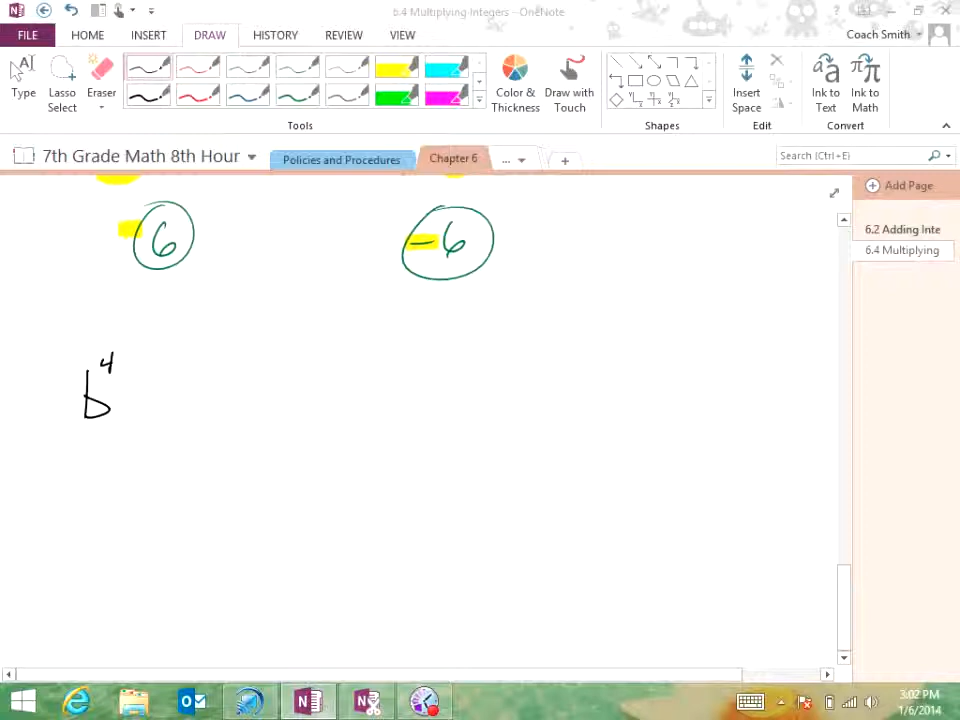 6.4 Multiplying Integers - OneNote
FILE HOME INSERT DRAW HISTORY REVIEW VIEW
Coach Smith
Type Lasso Select Eraser Color & Thickness Draw with Touch Insert Space Ink to Text Ink to Math
Tools Shapes Edit Convert
7th Grade Math 8th Hour Policies and Procedures Chapter 6 ... + Search (Ctrl+E)
Add Page
6.2 Adding Inte
6.4 Multiplying
-6 -6
b⁴
3:02 PM
1/6/2014